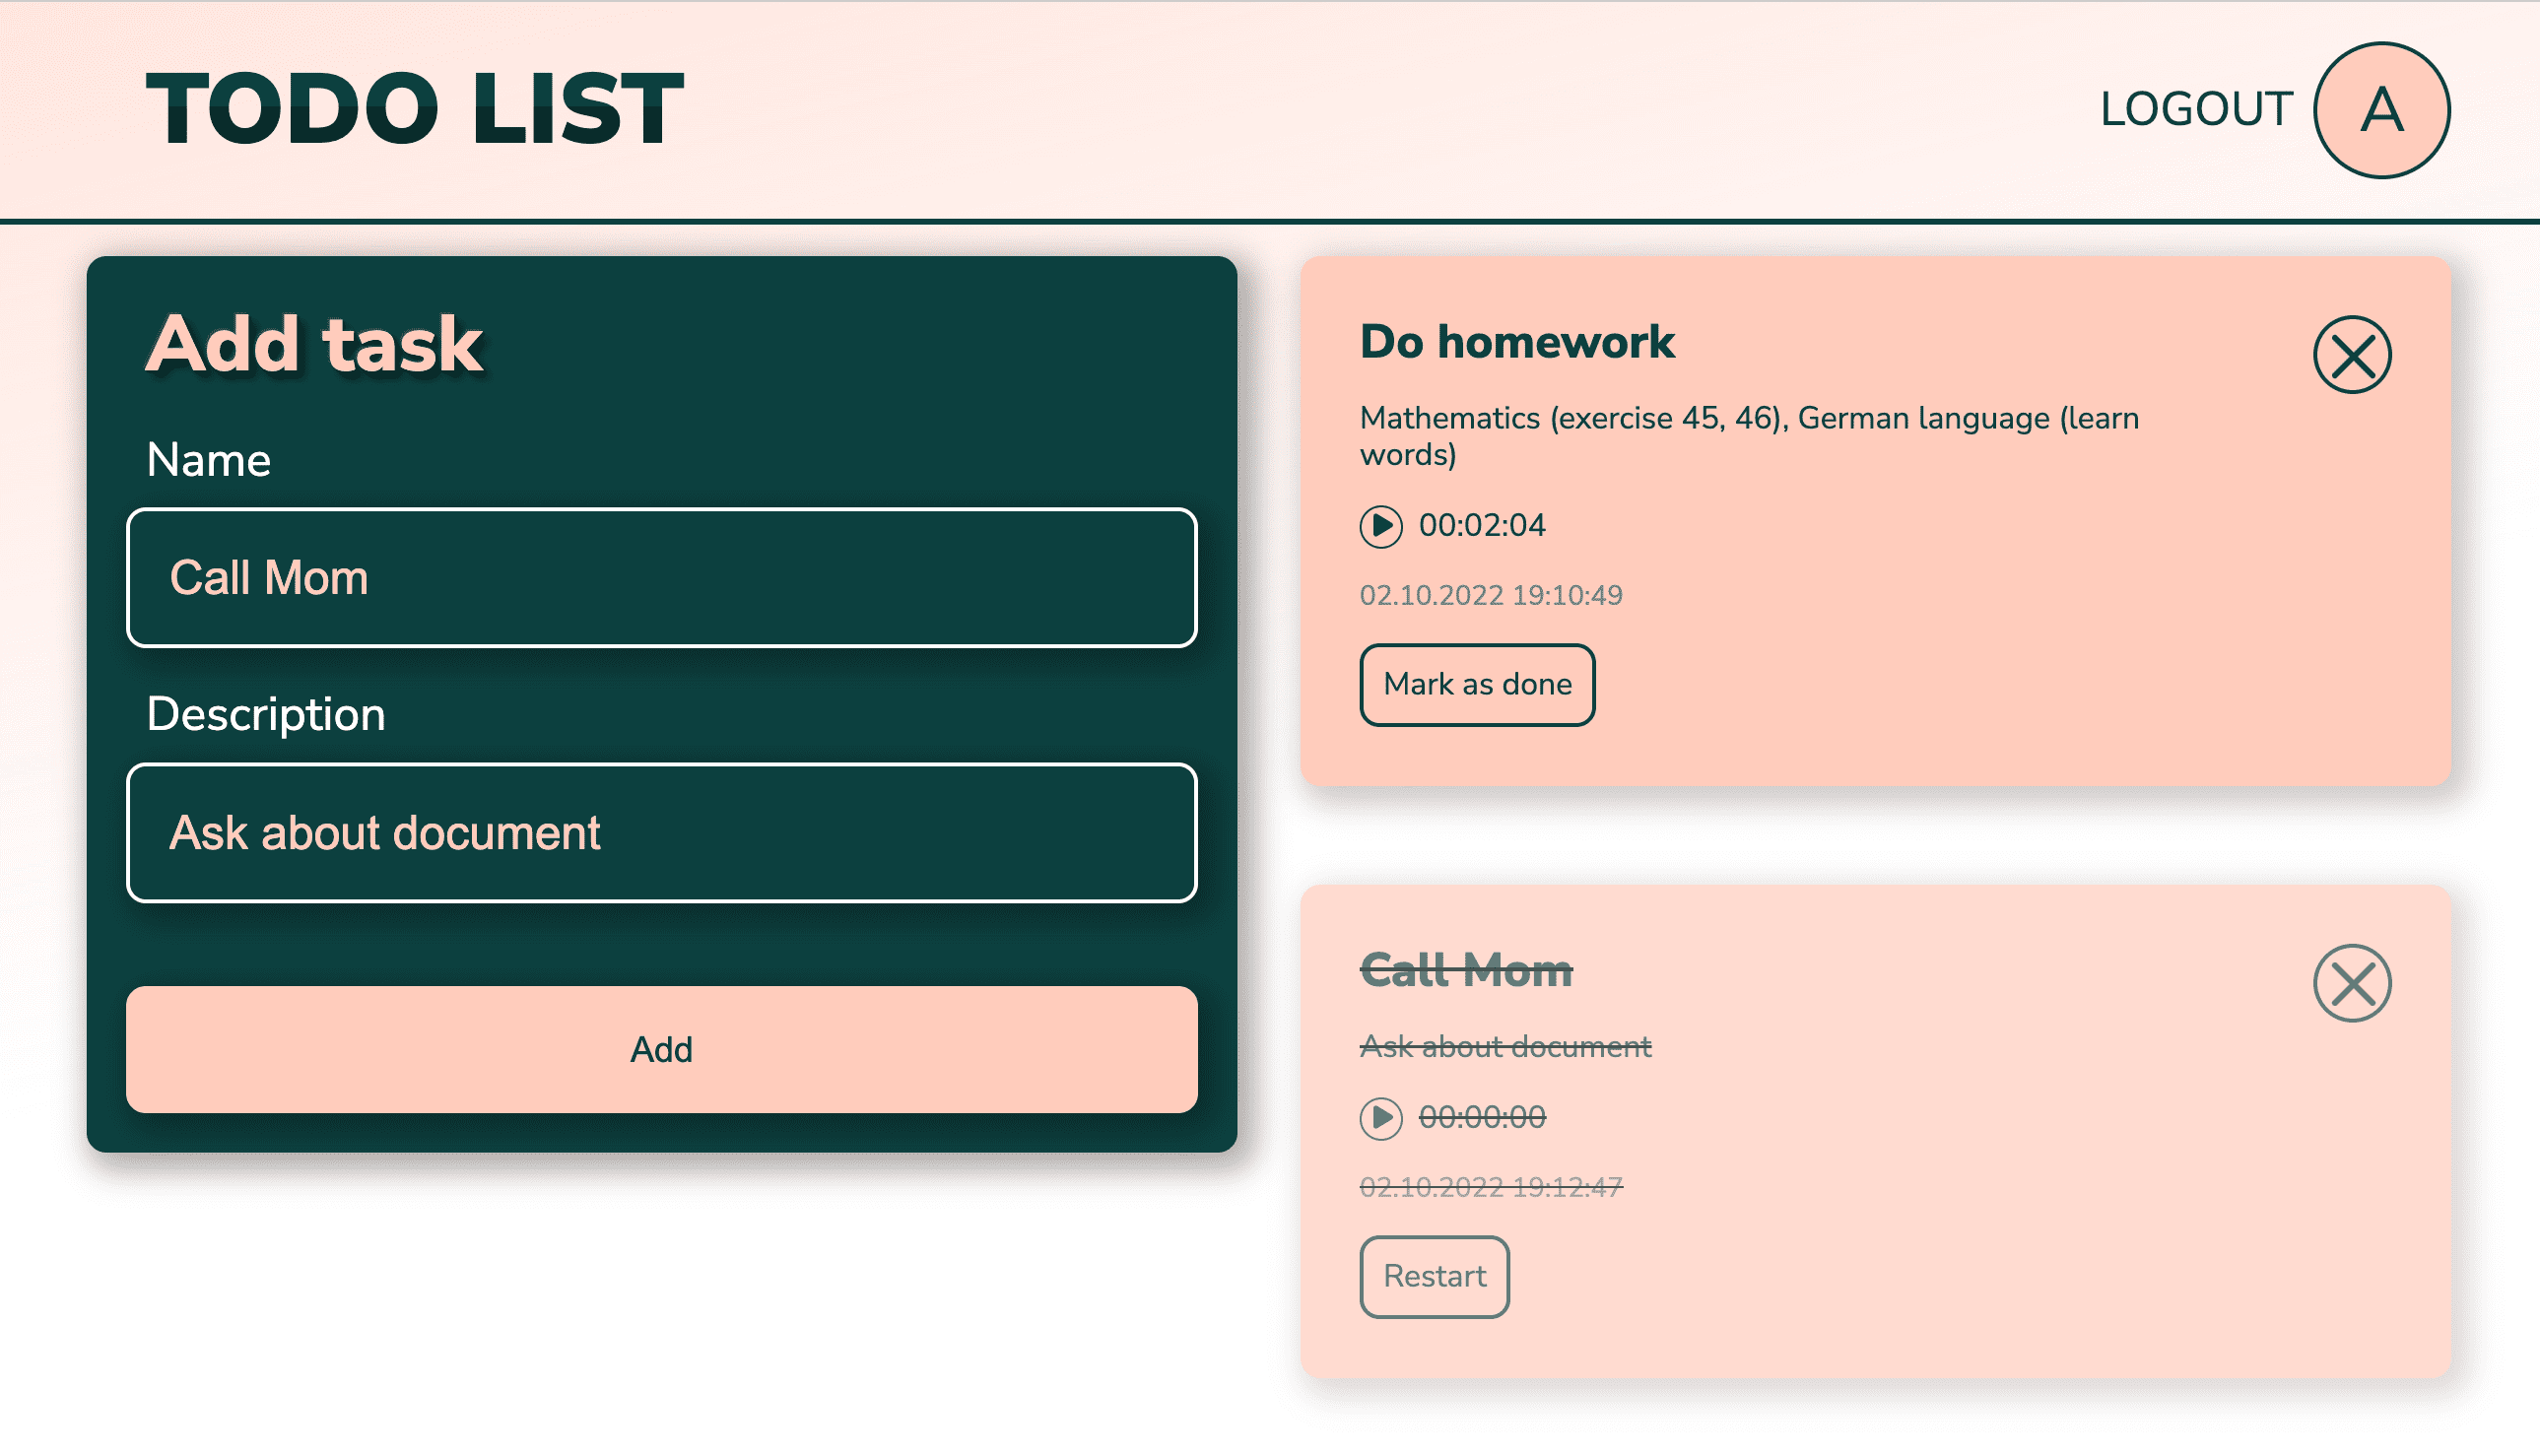 TODO LIST
LOGOUT
A
Add task
Name
Call Mom
Description
Ask about document
Add
Do homework
Mathematics (exercise 45, 46), German language (learn
words)
00:02:04
02.10.2022 19:10:49
Mark as done
Call Mom
Ask about document
00:00:00
02.10.2022 19:12:47
Restart